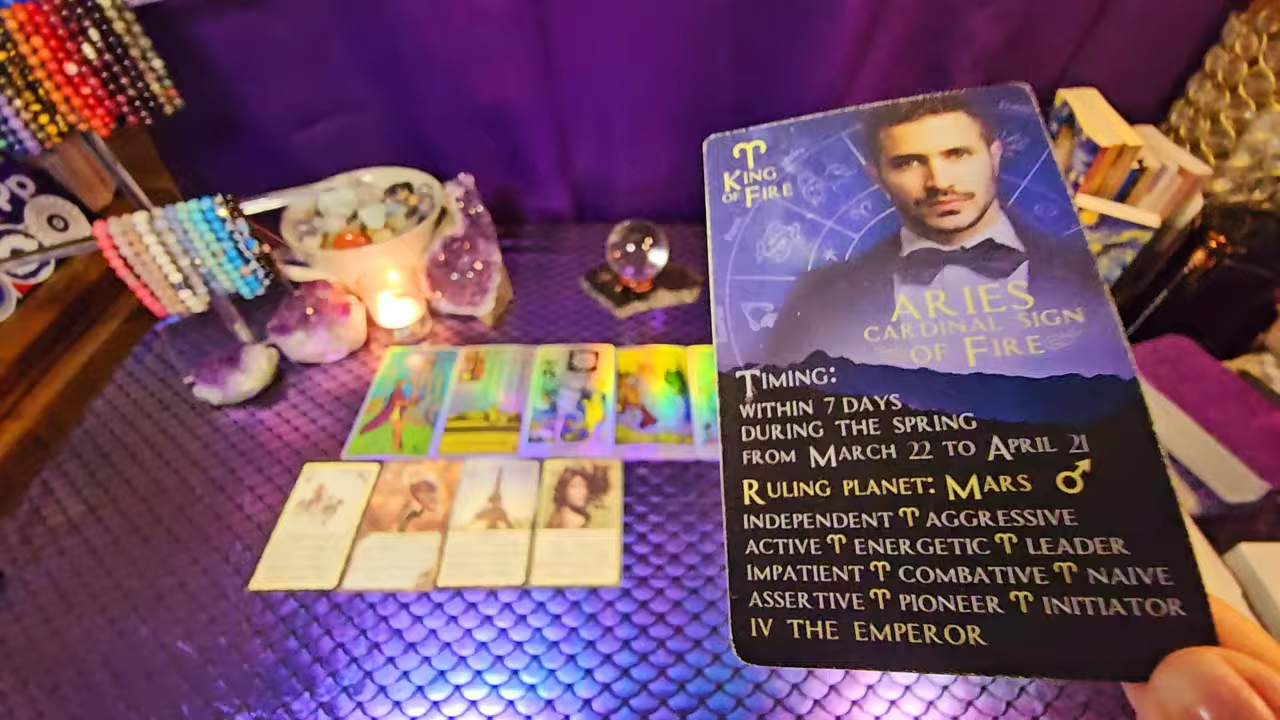 ♈
KING
OF FIRE
ARIES
CARDINAL SIGN
OF FIRE
TIMING:
WITHIN 7 DAYS
DURING THE SPRING
FROM MARCH 22 TO APRIL 21
RULING PLANET: MARS ♂
INDEPENDENT ♈ AGGRESSIVE
ACTIVE ♈ ENERGETIC ♈ LEADER
IMPATIENT ♈ COMBATIVE ♈ NAIVE
ASSERTIVE ♈ PIONEER ♈ INITIATOR
IV THE EMPEROR